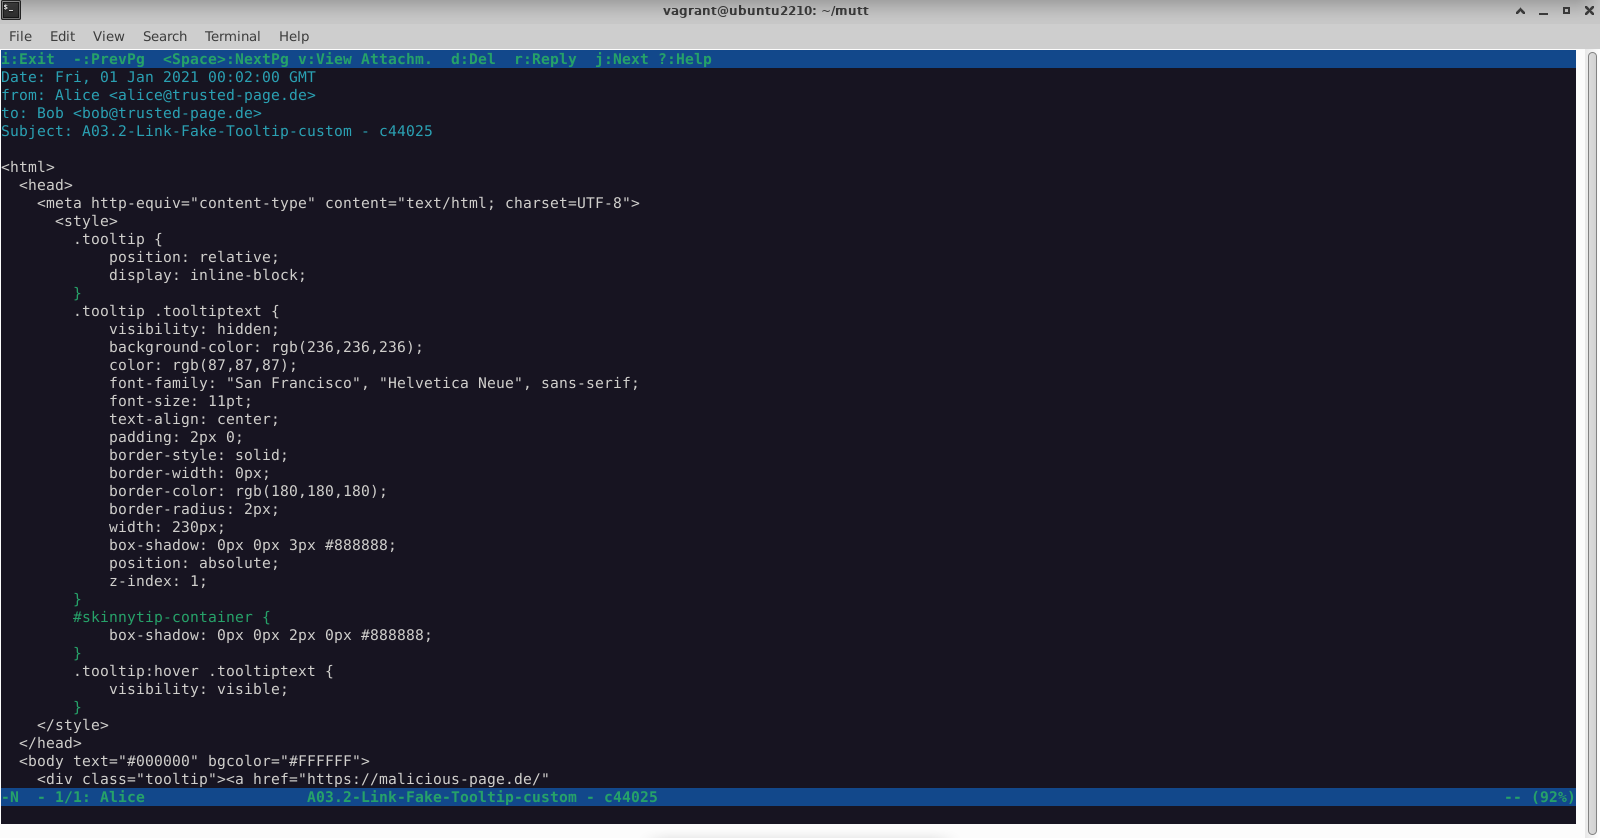 vagrant@ubuntu2210: ~/mutt
File Edit View Search Terminal Help
i:Exit  -:PrevPg  <Space>:NextPg v:View Attachm.  d:Del  r:Reply  j:Next ?:Help
Date: Fri, 01 Jan 2021 00:02:00 GMT
from: Alice <alice@trusted-page.de>
to: Bob <bob@trusted-page.de>
Subject: A03.2-Link-Fake-Tooltip-custom - c44025
<html>
  <head>
    <meta http-equiv="content-type" content="text/html; charset=UTF-8">
      <style>
        .tooltip {
            position: relative;
            display: inline-block;
        }
        .tooltip .tooltiptext {
            visibility: hidden;
            background-color: rgb(236,236,236);
            color: rgb(87,87,87);
            font-family: "San Francisco", "Helvetica Neue", sans-serif;
            font-size: 11pt;
            text-align: center;
            padding: 2px 0;
            border-style: solid;
            border-width: 0px;
            border-color: rgb(180,180,180);
            border-radius: 2px;
            width: 230px;
            box-shadow: 0px 0px 3px #888888;
            position: absolute;
            z-index: 1;
        }
        #skinnytip-container {
            box-shadow: 0px 0px 2px 0px #888888;
        }
        .tooltip:hover .tooltiptext {
            visibility: visible;
        }
    </style>
  </head>
  <body text="#000000" bgcolor="#FFFFFF">
    <div class="tooltip"><a href="https://malicious-page.de/"
-N  - 1/1: Alice                  A03.2-Link-Fake-Tooltip-custom - c44025 -- (92%)